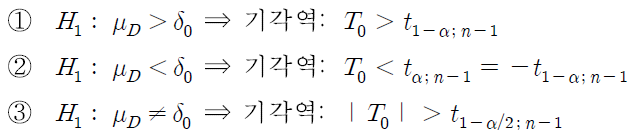 ① H₁ : μ_D > δ₀ ⟹ 기각역: T₀ > t_{1−α; n−1}
② H₁ : μ_D < δ₀ ⟹ 기각역: T₀ < t_{α; n−1} = −t_{1−α; n−1}
③ H₁ : μ_D ≠ δ₀ ⟹ 기각역: | T₀ | > t_{1−α/2; n−1}